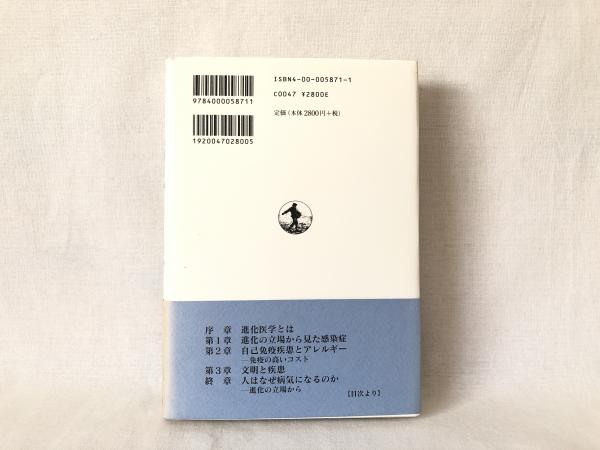 ISBN4-00-005871-1
C0047 ¥2800E
定価(本体2800円+税)
9784000058711
1920047028005
序 章 進化医学とは
第1章 進化の立場から見た感染症
第2章 自己免疫疾患とアレルギー
—免疫の高いコスト
第3章 文明と疾患
終 章 人はなぜ病気になるのか
—進化の立場から
【目次より】